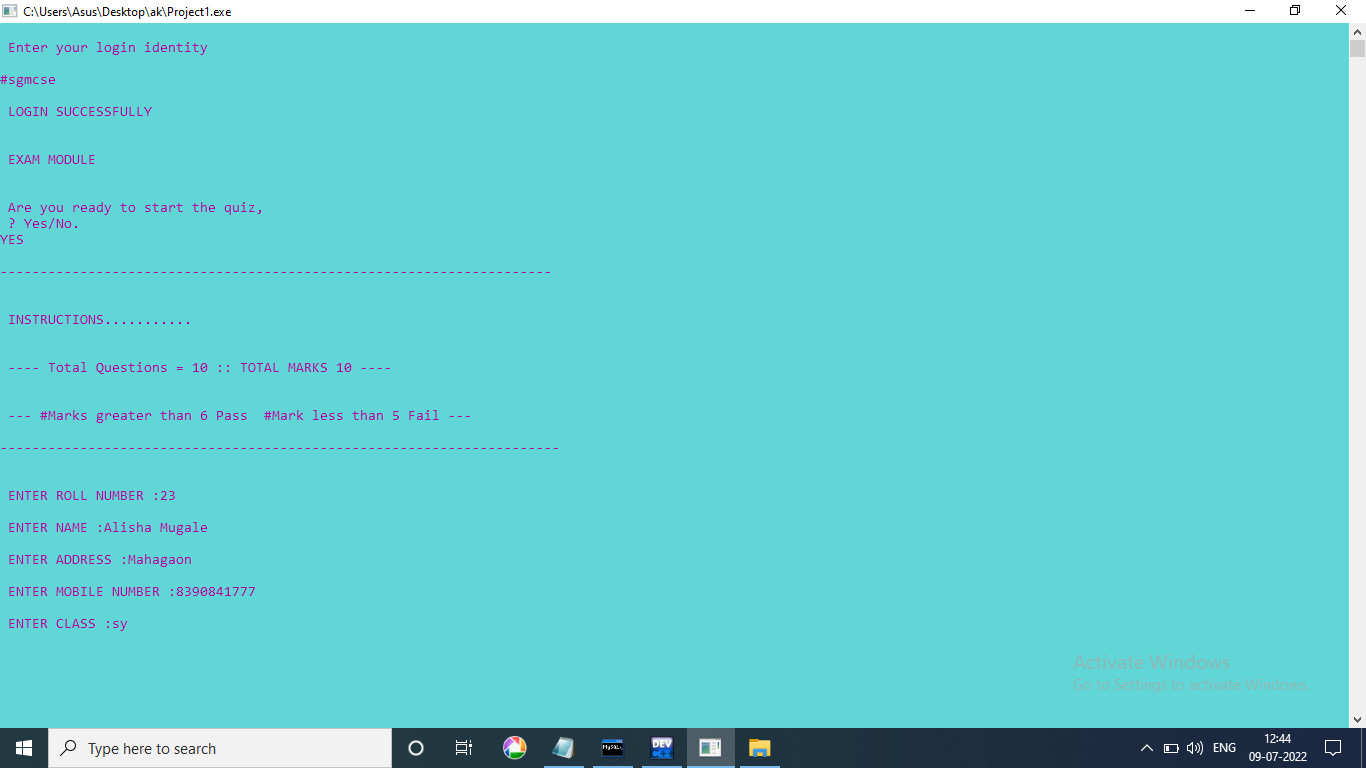 C:\Users\Asus\Desktop\ak\Project1.exe
Enter your login identity
#sgmcse
LOGIN SUCCESSFULLY
EXAM MODULE
Are you ready to start the quiz,
? Yes/No.
YES
---------------------------------------------------------------------
INSTRUCTIONS...........
---- Total Questions = 10 :: TOTAL MARKS 10 ----
--- #Marks greater than 6 Pass  #Mark less than 5 Fail ---
----------------------------------------------------------------------
ENTER ROLL NUMBER :23
ENTER NAME :Alisha Mugale
ENTER ADDRESS :Mahagaon
ENTER MOBILE NUMBER :8390841777
ENTER CLASS :sy
Activate Windows
Go to Settings to activate Windows.
Type here to search
MySQL
DEV
ENG
12:44
09-07-2022